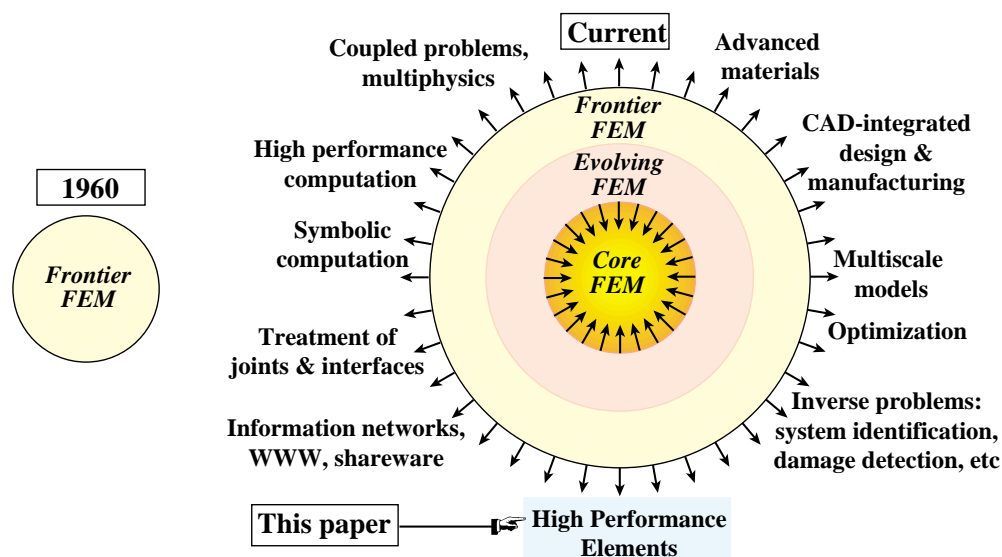 1960
Frontier
FEM
Current
Coupled problems,
multiphysics
High performance
computation
Symbolic
computation
Treatment of
joints & interfaces
Information networks,
WWW, shareware
Frontier
FEM
Evolving
FEM
Core
FEM
Advanced
materials
CAD-integrated
design &
manufacturing
Multiscale
models
Optimization
Inverse problems:
system identification,
damage detection, etc
This paper
High Performance
Elements